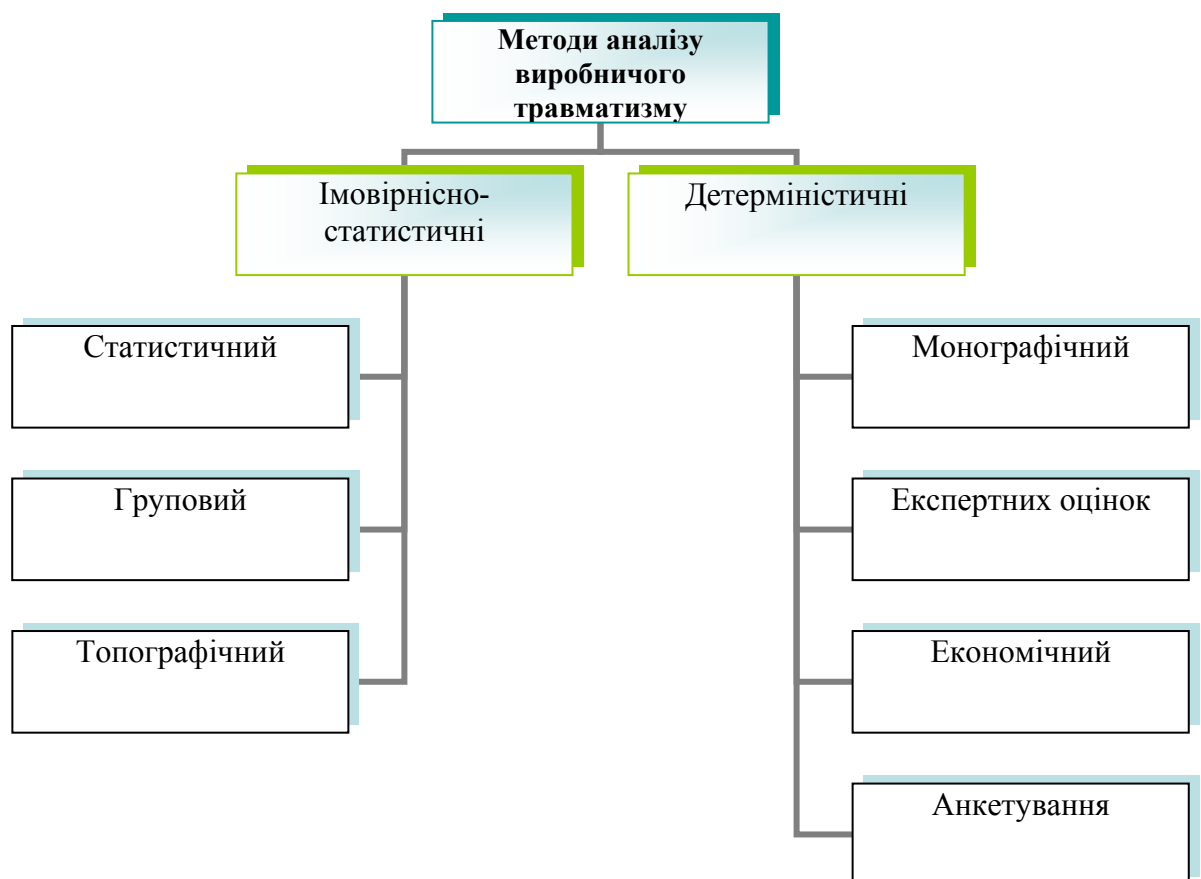 Методи аналізу
виробничого
травматизму
Імовірнісно-
статистичні
Детерміністичні
Статистичний
Монографічний
Груповий
Експертних оцінок
Топографічний
Економічний
Анкетування